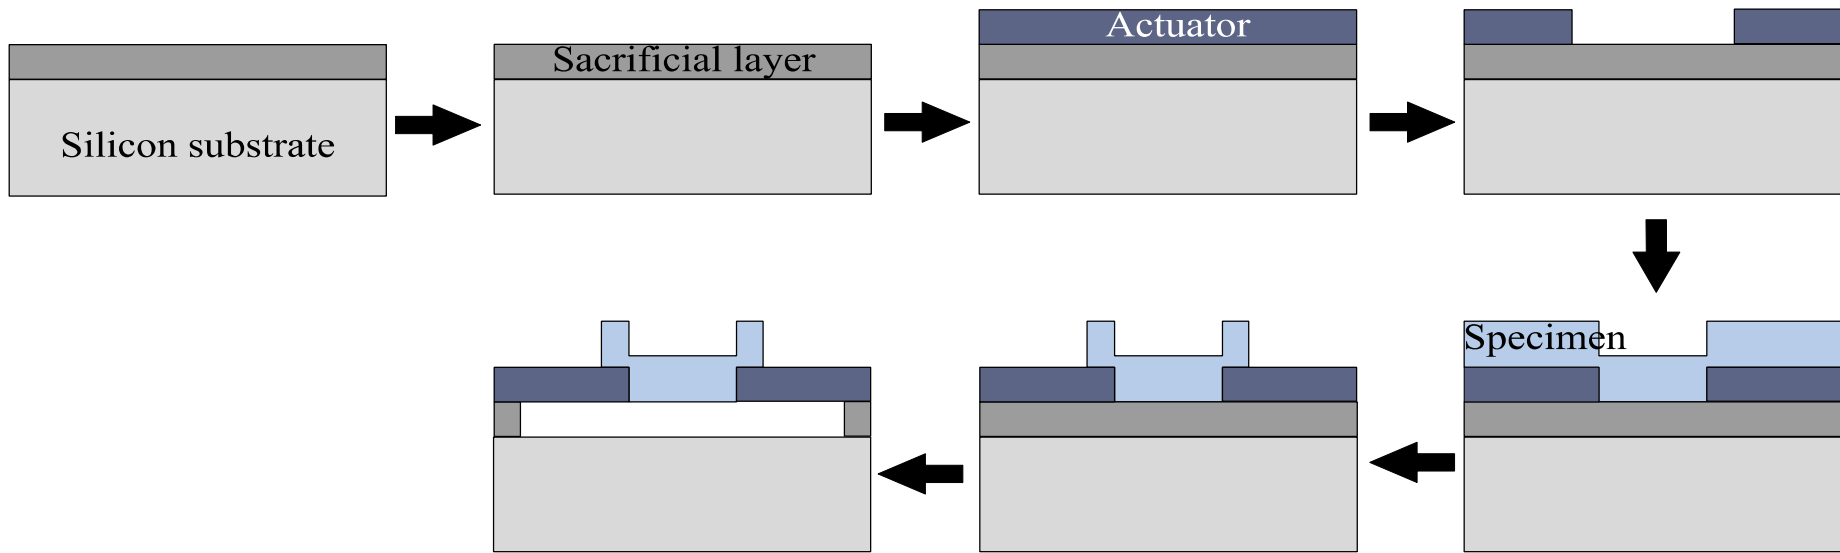 Silicon substrate
Sacrificial layer
Actuator
Specimen